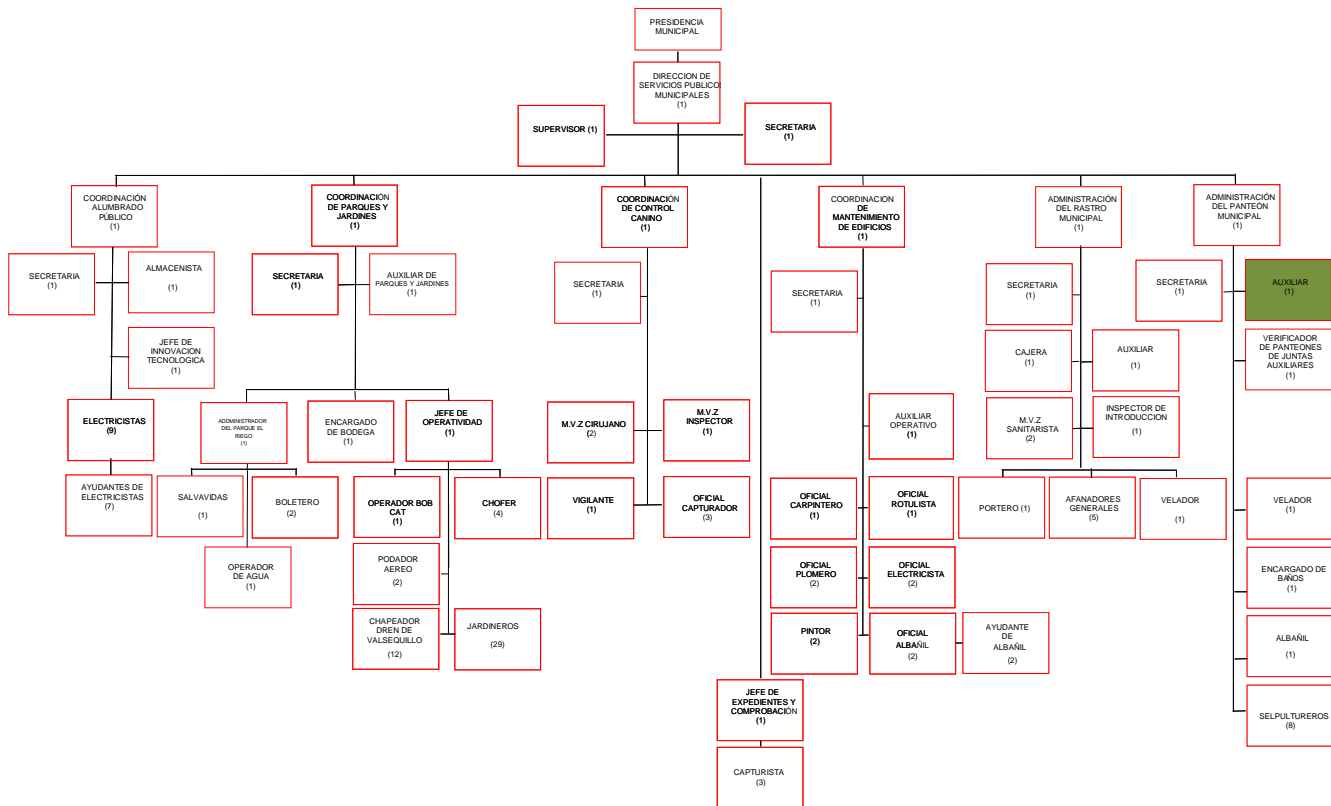 PRESIDENCIA
MUNICIPAL
DIRECCION DE
SERVICIOS PUBLICOS
MUNICIPALES
(1)
SUPERVISOR (1)
SECRETARIA
(1)
COORDINACIÓN
ALUMBRADO
PÚBLICO
(1)
COORDINACIÓN
DE PARQUES Y
JARDINES
(1)
COORDINACIÓN
DE CONTROL
CANINO
(1)
COORDINACION
DE
MANTENIMIENTO
DE EDIFICIOS
(1)
ADMINISTRACIÓN
DEL RASTRO
MUNICIPAL
(1)
ADMINISTRACIÓN
DEL PANTEÓN
MUNICIPAL
(1)
SECRETARIA
(1)
ALMACENISTA
(1)
JEFE DE
INNOVACION
TECNOLOGICA
(1)
ELECTRICISTAS
(9)
AYUDANTES DE
ELECTRICISTAS
(7)
SECRETARIA
(1)
AUXILIAR DE
PARQUES Y JARDINES
(1)
ADDMINISTRADOR
DEL PARQUE EL
RIEGO
(1)
ENCARGADO
DE BODEGA
(1)
JEFE DE
OPERATIVIDAD
(1)
SALVAVIDAS
(1)
BOLETERO
(2)
OPERADOR
DE AGUA
(1)
OPERADOR BOB
CAT
(1)
CHOFER
(4)
PODADOR
AEREO
(2)
CHAPEADOR
DREN DE
VALSEQUILLO
(12)
JARDINEROS
(29)
SECRETARIA
(1)
M.V.Z CIRUJANO
(2)
M.V.Z
INSPECTOR
(1)
VIGILANTE
(1)
OFICIAL
CAPTURADOR
(3)
JEFE DE
EXPEDIENTES Y
COMPROBACIÓN
(1)
CAPTURISTA
(3)
SECRETARIA
(1)
AUXILIAR
OPERATIVO
(1)
OFICIAL
CARPINTERO
(1)
OFICIAL
ROTULISTA
(1)
OFICIAL
PLOMERO
(2)
OFICIAL
ELECTRICISTA
(2)
PINTOR
(2)
OFICIAL
ALBAÑIL
(2)
AYUDANTE
DE
ALBAÑIL
(2)
SECRETARIA
(1)
CAJERA
(1)
AUXILIAR
(1)
M.V.Z
SANITARISTA
(2)
INSPECTOR DE
INTRODUCCION
(1)
PORTERO (1)
AFANADORES
GENERALES
(5)
VELADOR
(1)
SECRETARIA
(1)
AUXILIAR
(1)
VERIFICADOR
DE PANTEONES
DE JUNTAS
AUXILIARES
(1)
VELADOR
(1)
ENCARGADO DE
BAÑOS
(1)
ALBAÑIL
(1)
SELPULTUREROS
(8)